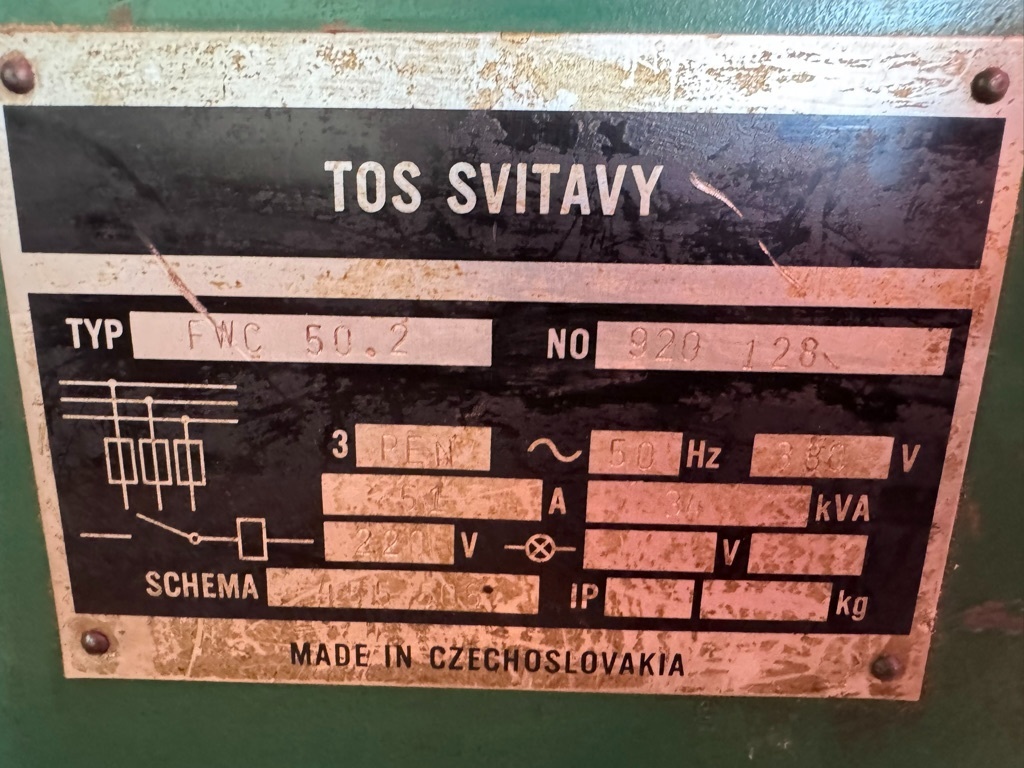 TOS SVITAVY
TYP FWC 50.2 NO 920 128
3 PEN ~ 50 Hz 380 V
A kVA
220 V V
SCHEMA IP kg
MADE IN CZECHOSLOVAKIA